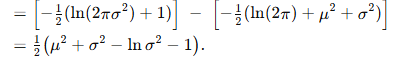 = [−½(ln(2πσ²) + 1)] − [−½(ln(2π) + μ² + σ²)]
= ½(μ² + σ² − ln σ² − 1).